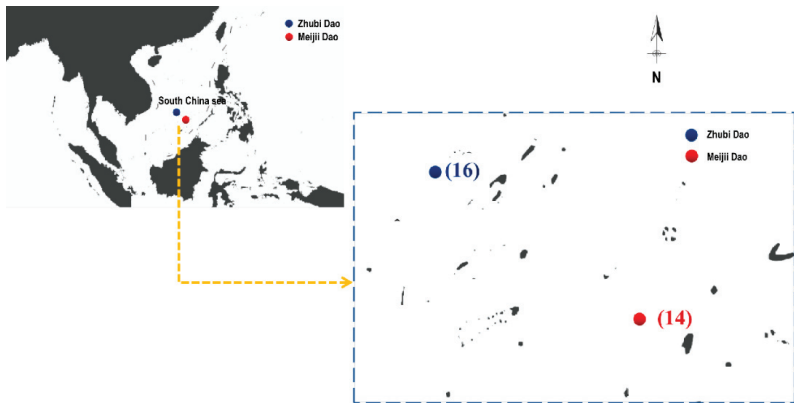 Zhubi Dao
Meijii Dao
South China sea
N
Zhubi Dao
Meijii Dao
(16)
(14)